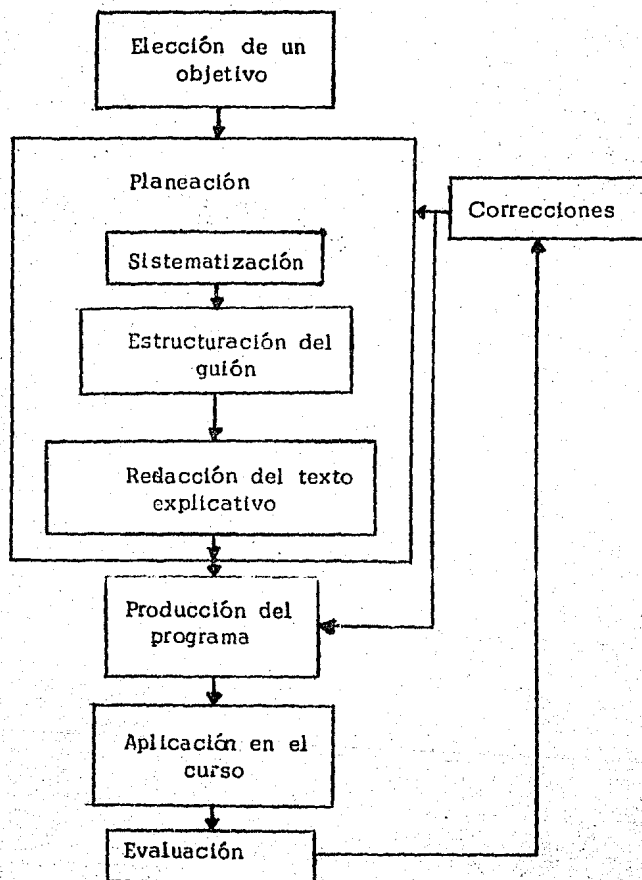 Elección de un
objetivo
Planeación
Correcciones
Sistematización
Estructuración del
guión
Redacción del texto
explicativo
Producción del
programa
Aplicación en el
curso
Evaluación